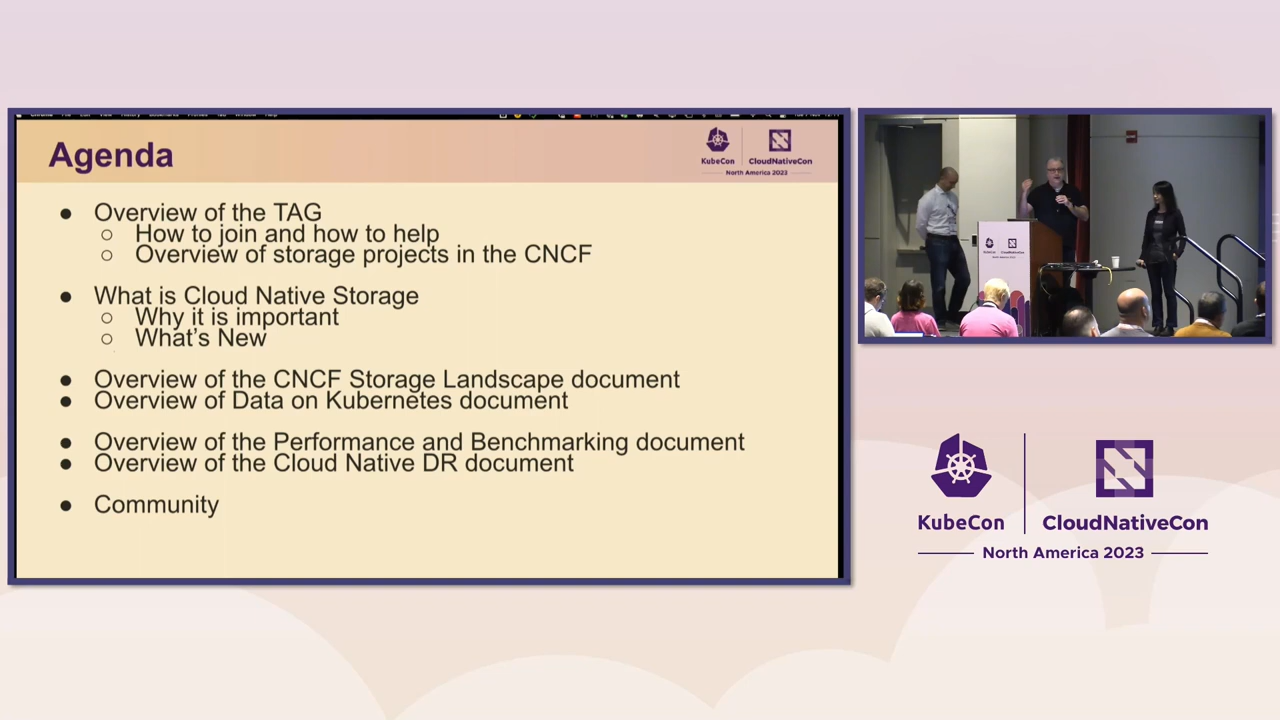 Agenda
KubeCon
CloudNativeCon
North America 2023
● Overview of the TAG
○ How to join and how to help
○ Overview of storage projects in the CNCF
● What is Cloud Native Storage
○ Why it is important
○ What's New
● Overview of the CNCF Storage Landscape document
● Overview of Data on Kubernetes document
● Overview of the Performance and Benchmarking document
● Overview of the Cloud Native DR document
● Community
KubeCon
CloudNativeCon
North America 2023